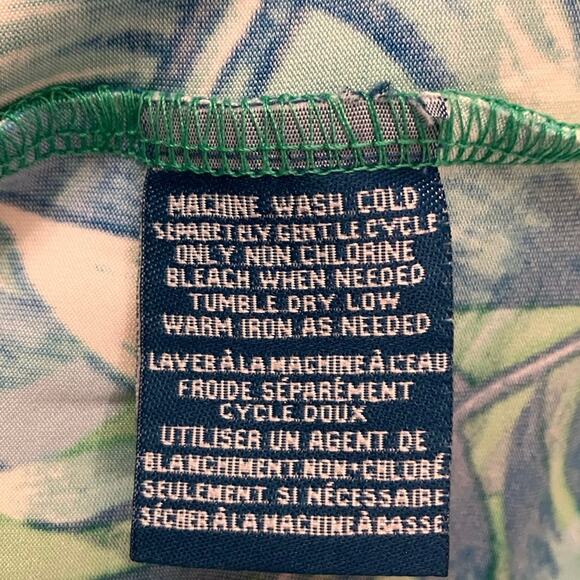 MACHINE WASH COLD
SEPARETELY GENTLE CYCLE
ONLY NON CHLORINE
BLEACH WHEN NEEDED
TUMBLE DRY LOW
WARM IRON AS NEEDED
LAVER À LA MACHINE À L'EAU
FROIDE SÉPARÉMENT
CYCLE DOUX
UTILISER UN AGENT DE
BLANCHIMENT NON-CHLORÉ
SEULEMENT SI NÉCESSAIRE
SÉCHER À LA MACHINE À BASSE